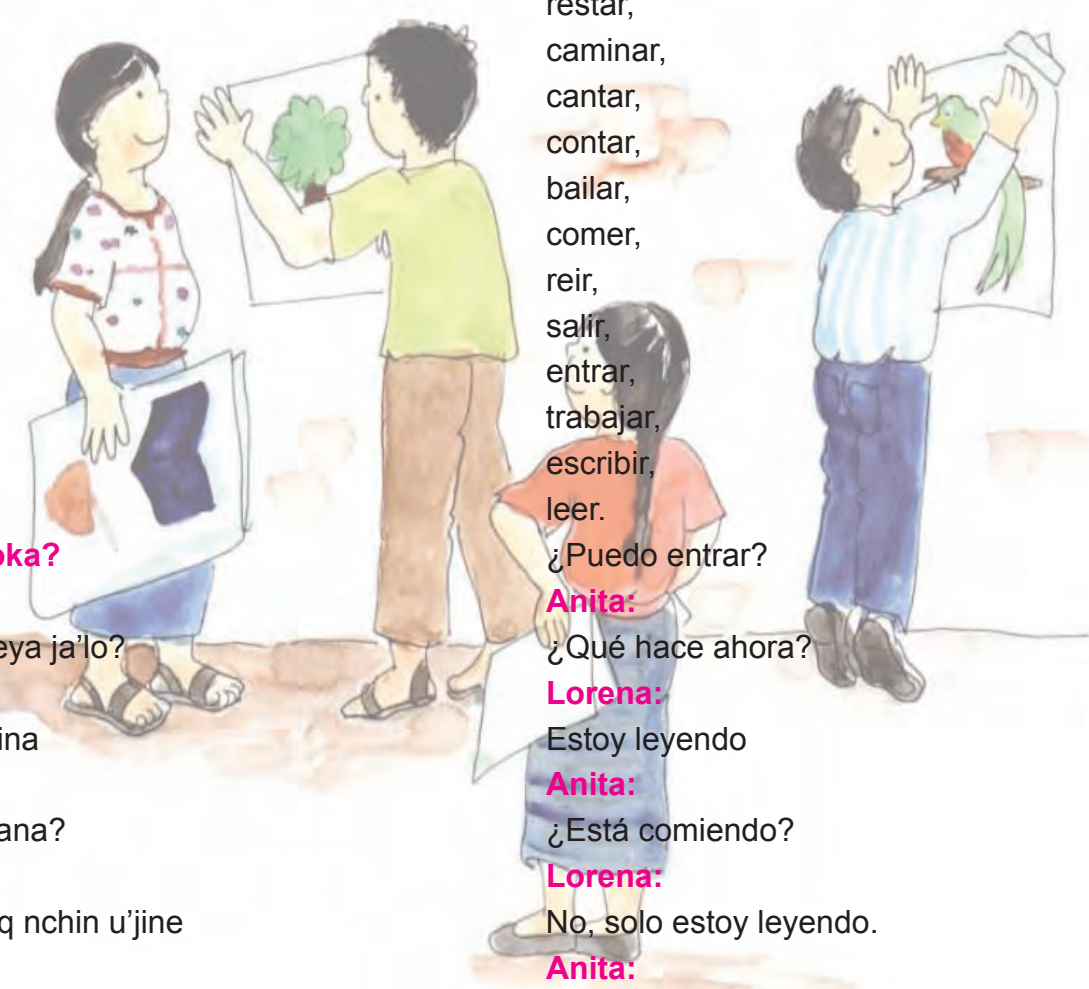 oka?
eya ja'lo?
ina
ana?
q nchin u'jine
restar,
caminar,
cantar,
contar,
bailar,
comer,
reir,
salir,
entrar,
trabajar,
escribir,
leer.
¿Puedo entrar?
Anita:
¿Qué hace ahora?
Lorena:
Estoy leyendo
Anita:
¿Está comiendo?
Lorena:
No, solo estoy leyendo.
Anita: